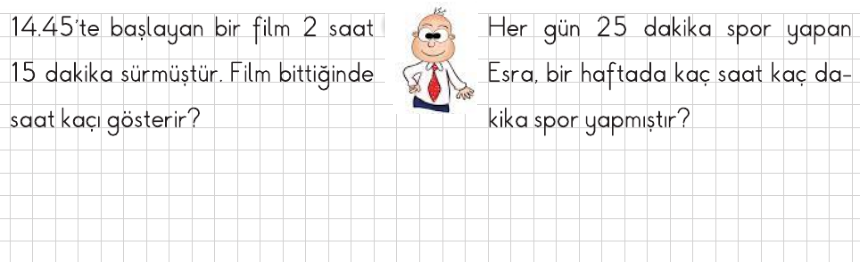 14.45'te başlayan bir film 2 saat
15 dakika sürmüştür. Film bittiğinde
saat kaçı gösterir?
Her gün 25 dakika spor yapan
Esra, bir haftada kaç saat kaç da-
kika spor yapmıştır?